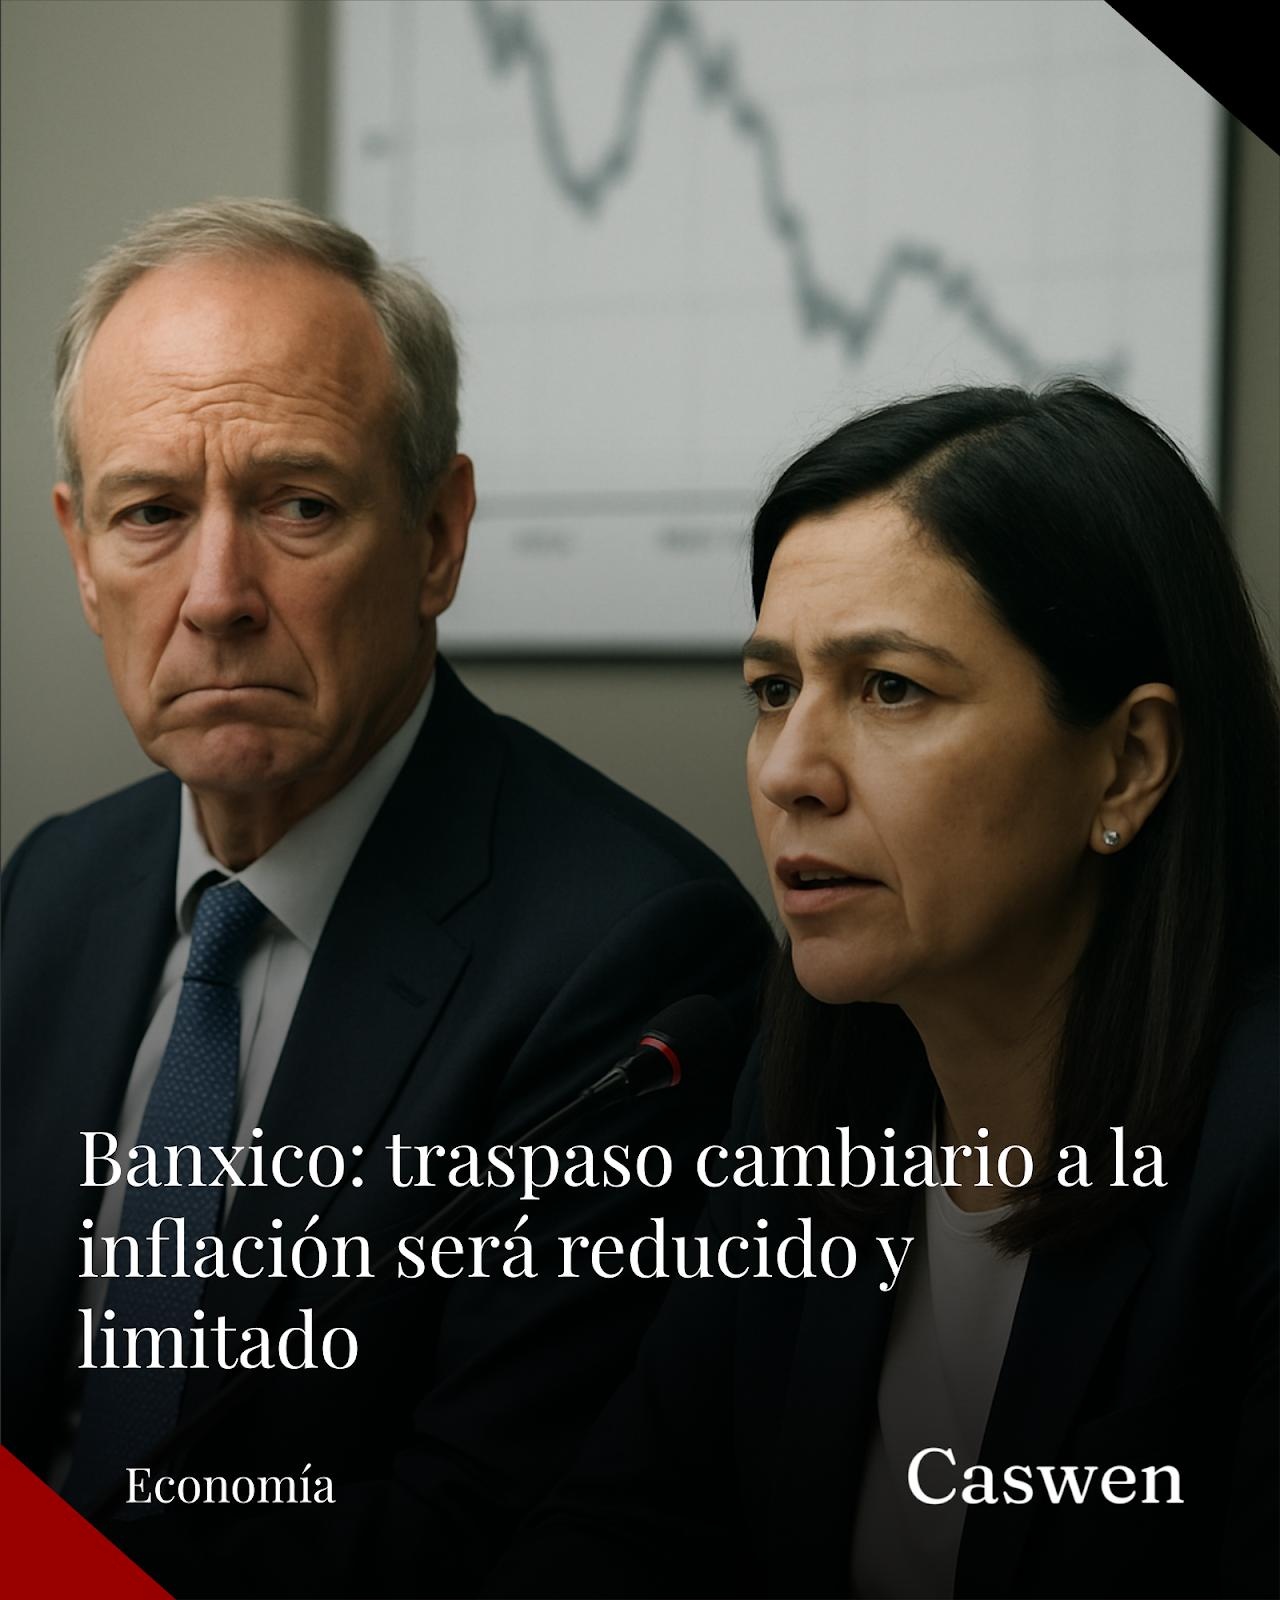 Banxico: traspaso cambiario a la
inflación será reducido y
limitado
Economía
Caswen